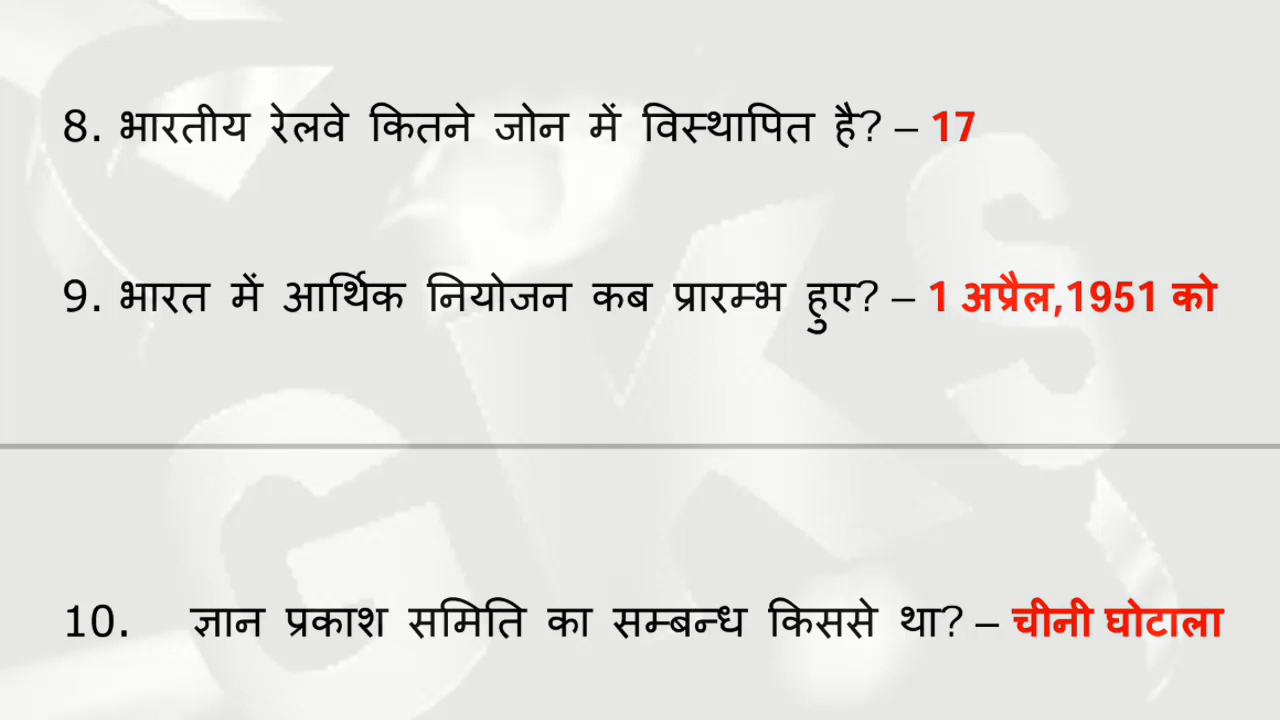 8. भारतीय रेलवे कितने जोन में विस्थापित है? – 17
9. भारत में आर्थिक नियोजन कब प्रारम्भ हुए? – 1 अप्रैल,1951 को
10. ज्ञान प्रकाश समिति का सम्बन्ध किससे था? – चीनी घोटाला